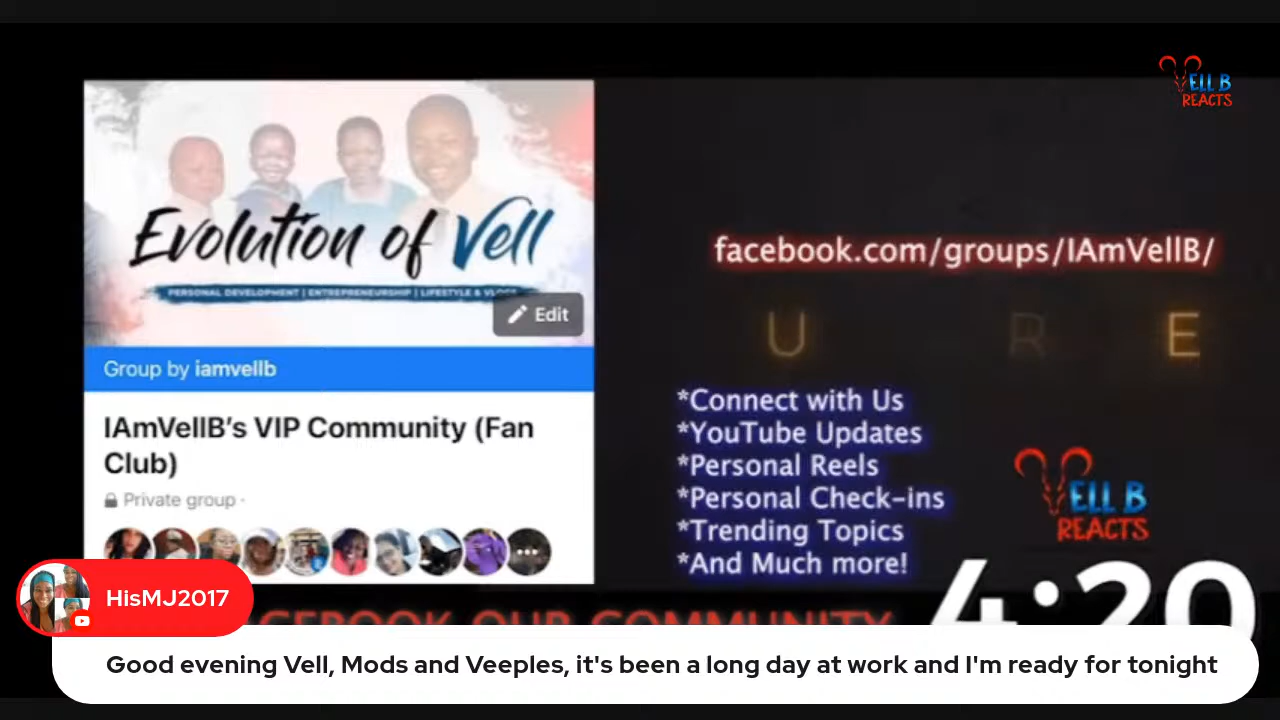 VELL B
REACTS
Evolution of Vell
PERSONAL DEVELOPMENT | ENTREPRENEURSHIP | LIFESTYLE & VLOGS
Edit
Group by iamvellb
IAmVellB's VIP Community (Fan
Club)
Private group ·
facebook.com/groups/IAmVellB/
U R E
*Connect with Us
*YouTube Updates
*Personal Reels
*Personal Check-ins
*Trending Topics
*And Much more!
VELL B
REACTS
4:20
OUR COMMUNITY
HisMJ2017
Good evening Vell, Mods and Veeples, it's been a long day at work and I'm ready for tonight